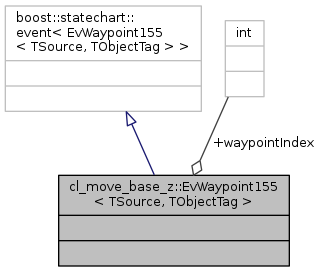 boost::statechart::
event< EvWaypoint155
< TSource, TObjectTag > >
int
+waypointIndex
cl_move_base_z::EvWaypoint155
< TSource, TObjectTag >